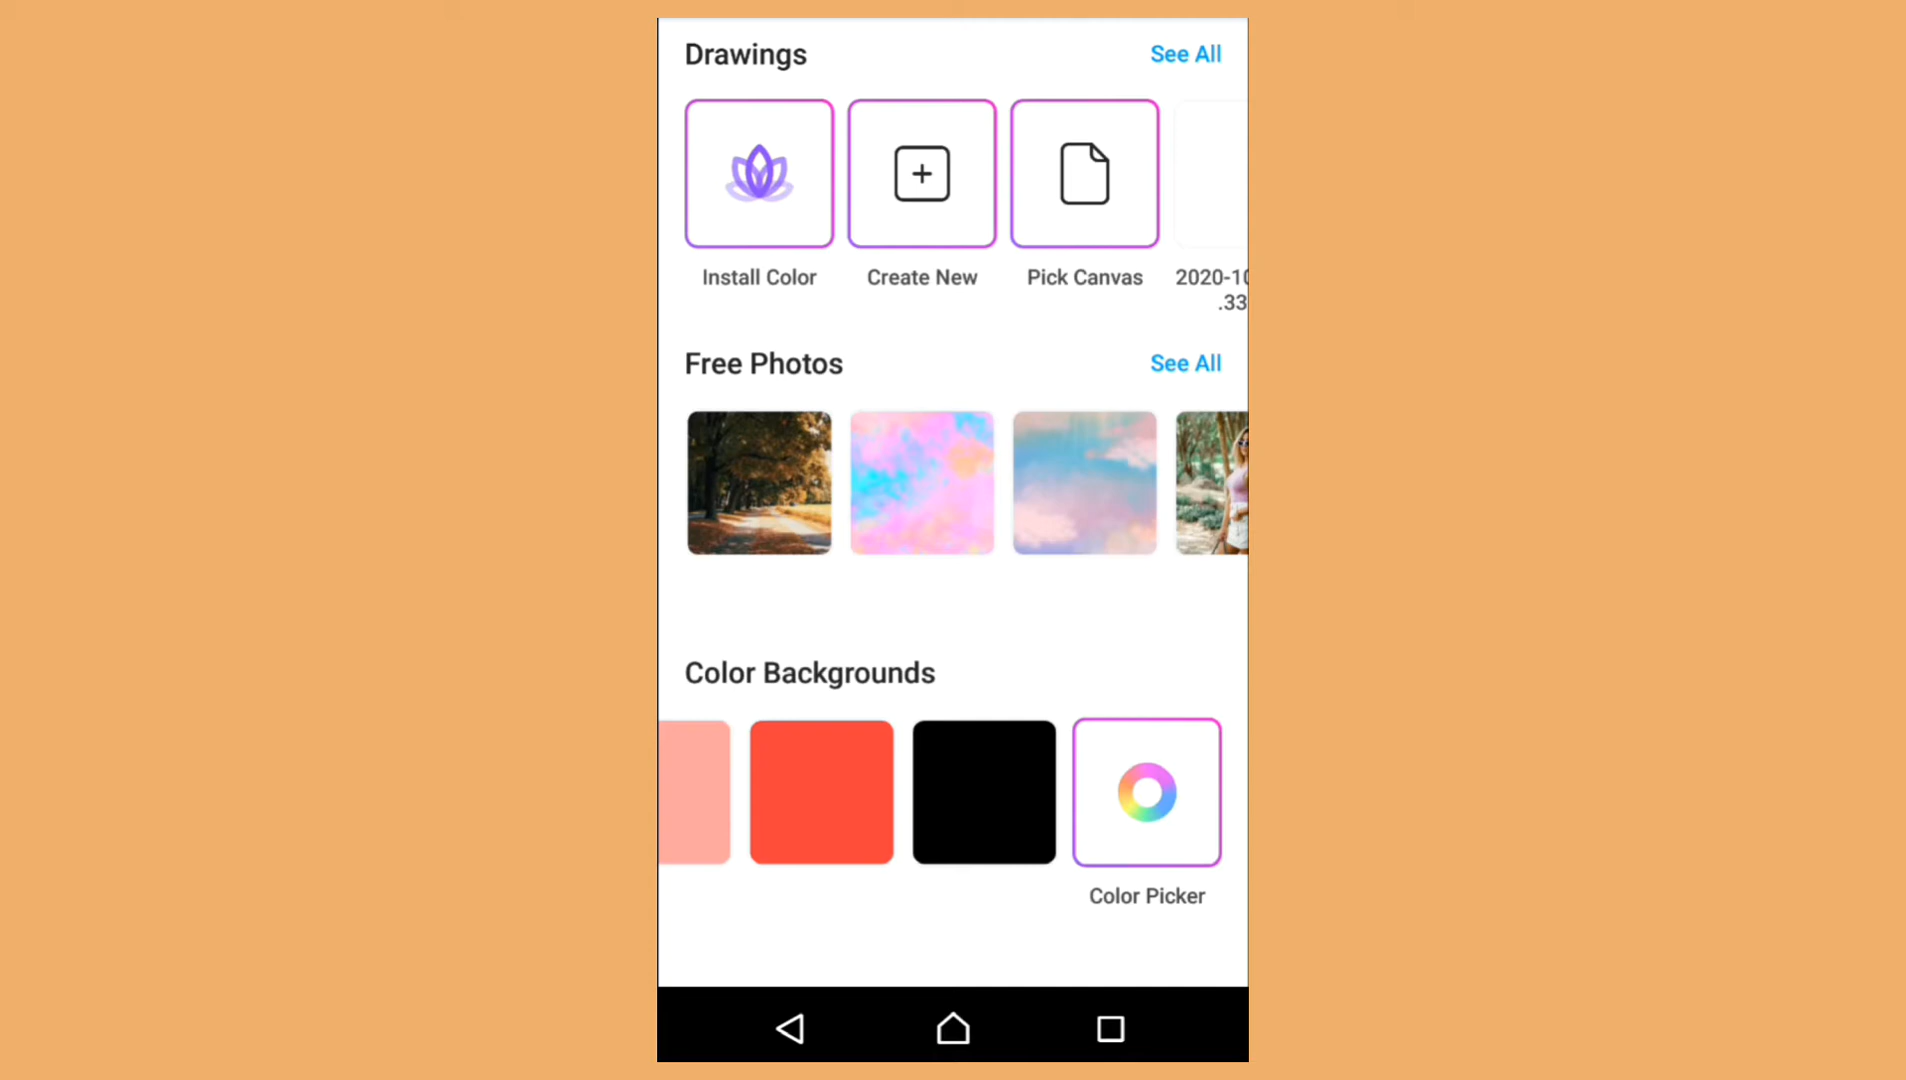 Drawings
See All
Install Color
Create New
Pick Canvas
2020-10
.33
Free Photos
See All
Color Backgrounds
Color Picker